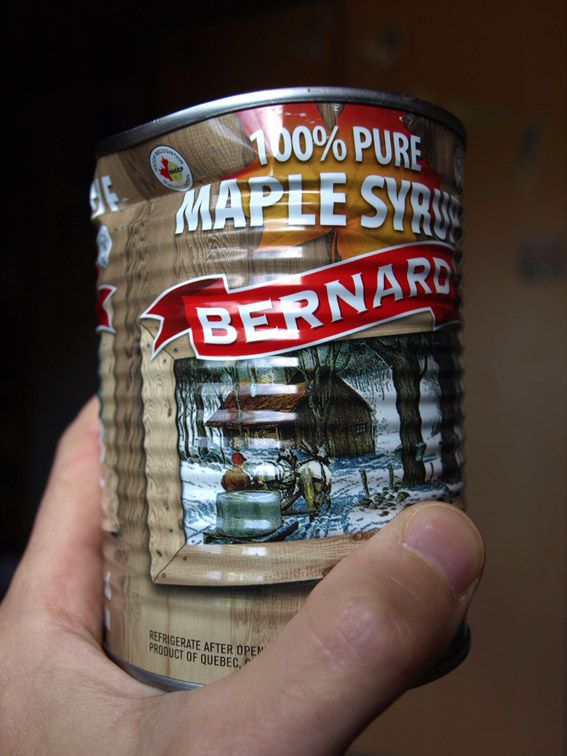 100% PURE
MAPLE SYRU
BERNARD
REFRIGERATE AFTER OPEN
PRODUCT OF QUEBEC,